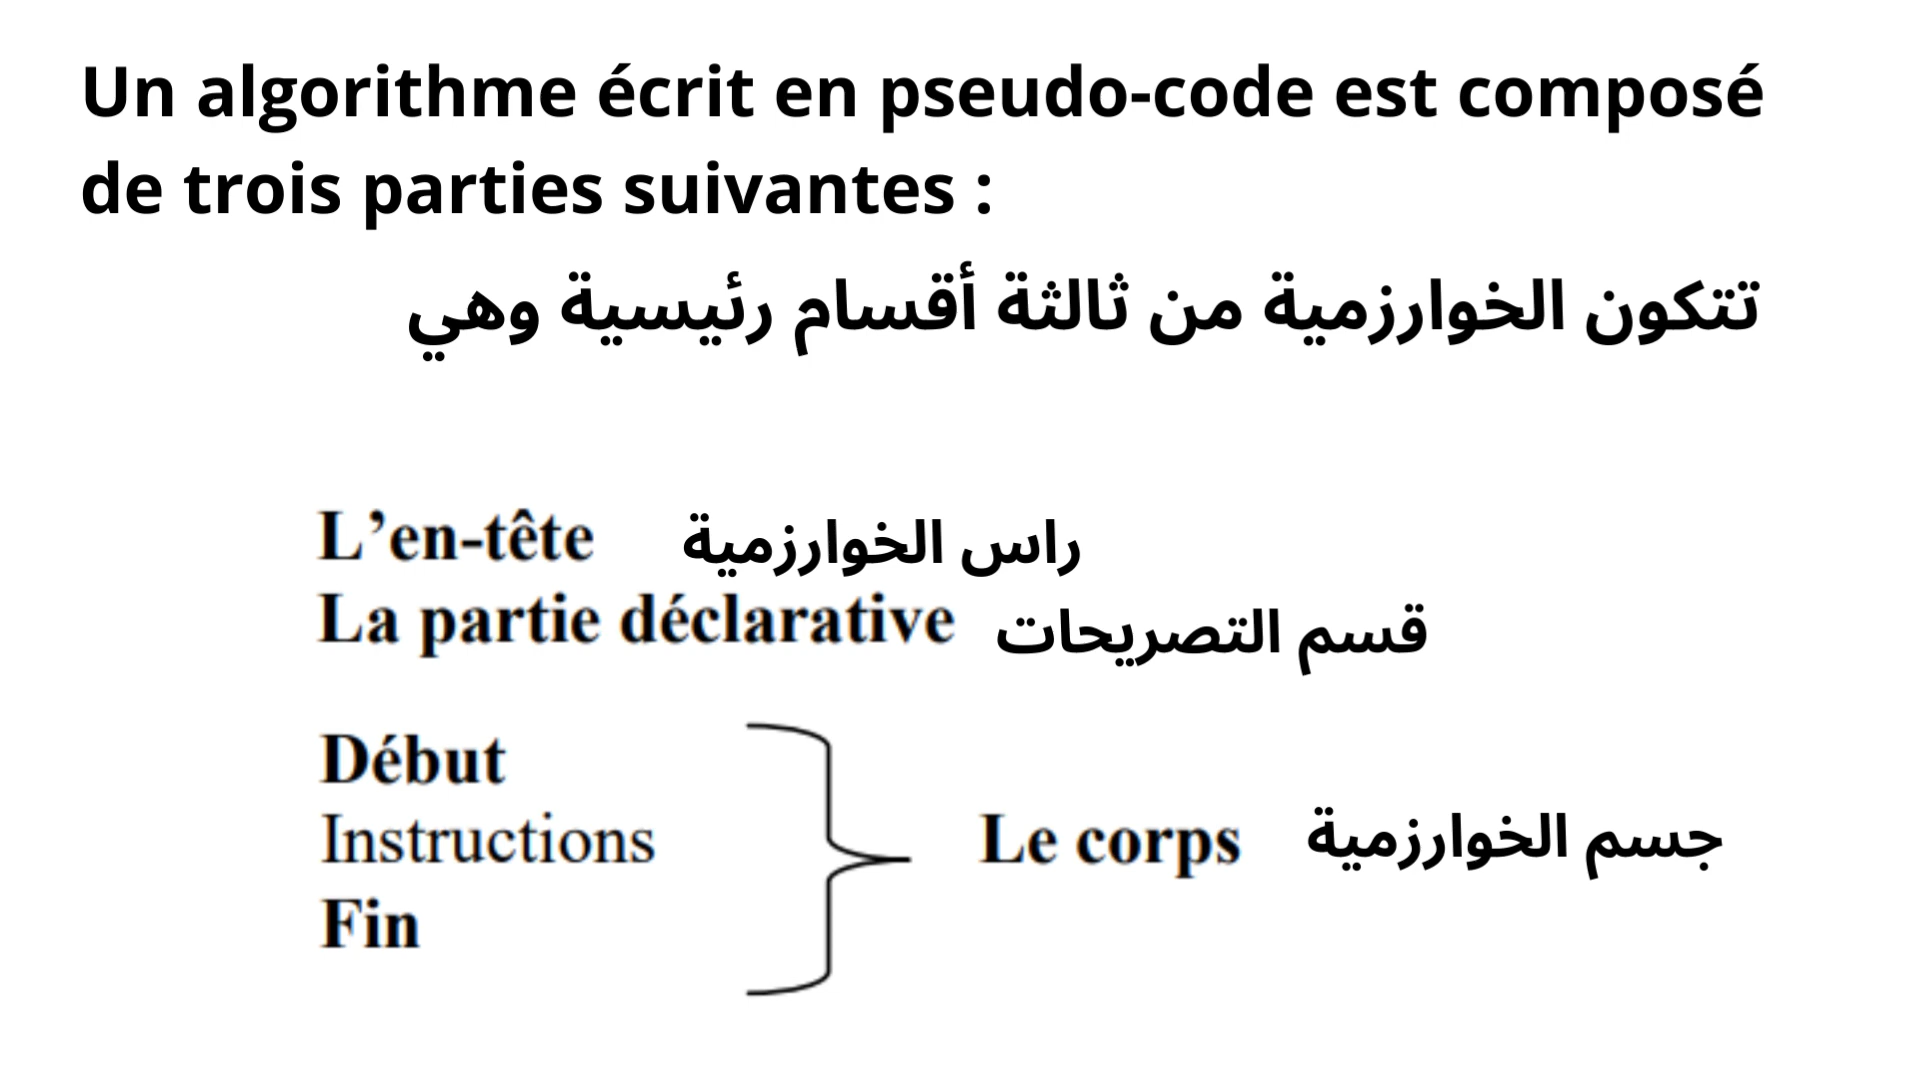 Un algorithme écrit en pseudo-code est composé
de trois parties suivantes :
تتكون الخوارزمية من ثالثة أقسام رئيسية وهي
L’en-tête راس الخوارزمية
La partie déclarative قسم التصريحات
Début
Instructions
Le corps جسم الخوارزمية
Fin